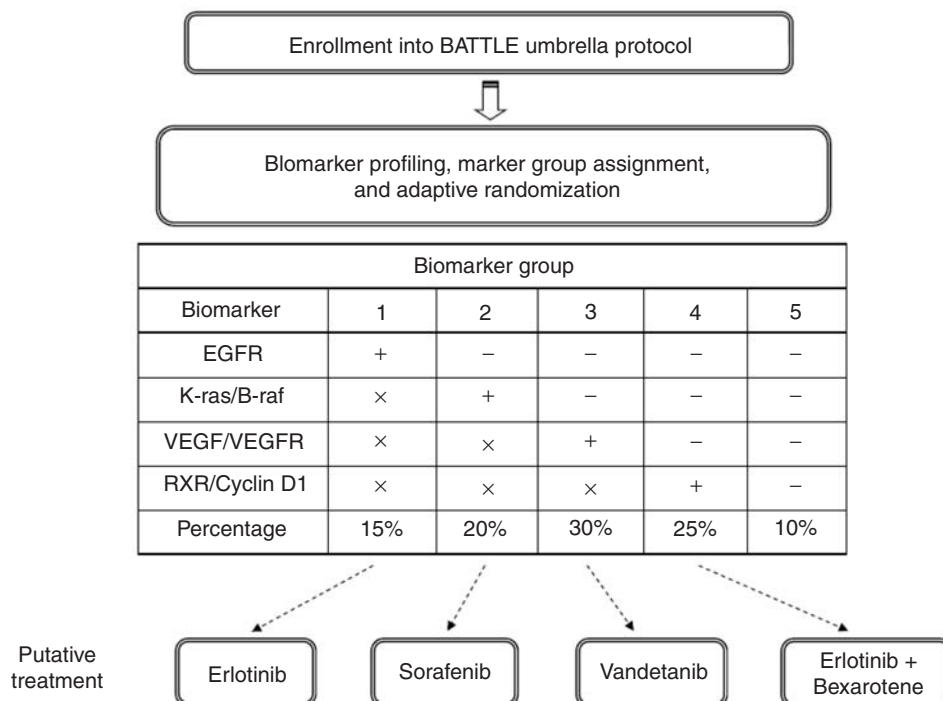 Enrollment into BATTLE umbrella protocol
Blomarker profiling, marker group assignment,
and adaptive randomization
Biomarker group
Biomarker 1 2 3 4 5
EGFR + − − − −
K-ras/B-raf × + − − −
VEGF/VEGFR × × + − −
RXR/Cyclin D1 × × × + −
Percentage 15% 20% 30% 25% 10%
Putative
treatment
Erlotinib
Sorafenib
Vandetanib
Erlotinib +
Bexarotene